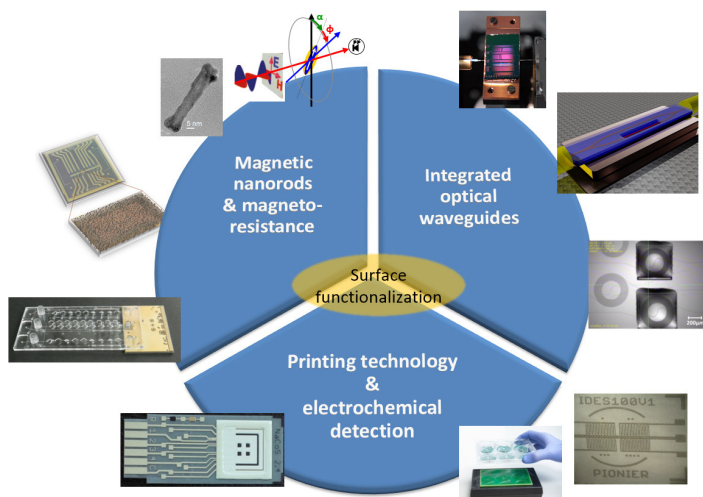 α
Φ
E
H
5 nm
Magnetic
nanorods
& magneto-
resistance
Integrated
optical
waveguides
Surface
functionalization
200µm
Printing technology
&
electrochemical
detection
IDES100V1
PIONIER